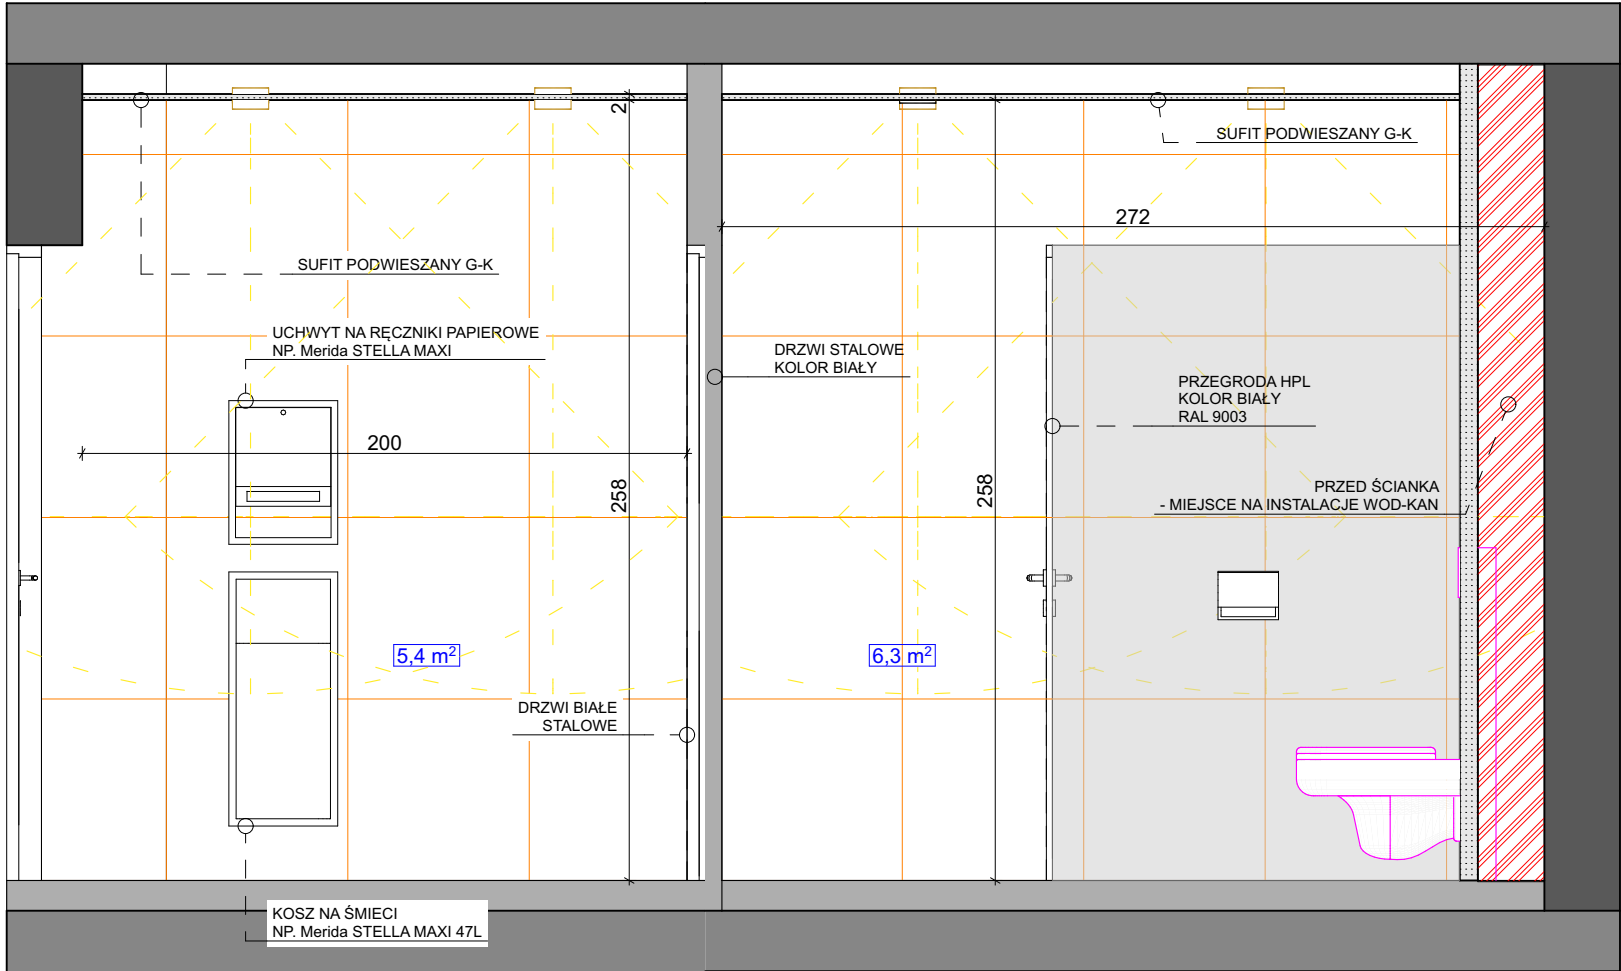 2
SUFIT PODWIESZANY G-K
272
SUFIT PODWIESZANY G-K
UCHWYT NA RĘCZNIKI PAPIEROWE
NP. Merida STELLA MAXI
DRZWI STALOWE
KOLOR BIAŁY
PRZEGRODA HPL
KOLOR BIAŁY
RAL 9003
200
258
258
PRZED ŚCIANKA
- MIEJSCE NA INSTALACJE WOD-KAN
5,4 m²
6,3 m²
DRZWI BIAŁE
STALOWE
KOSZ NA ŚMIECI
NP. Merida STELLA MAXI 47L